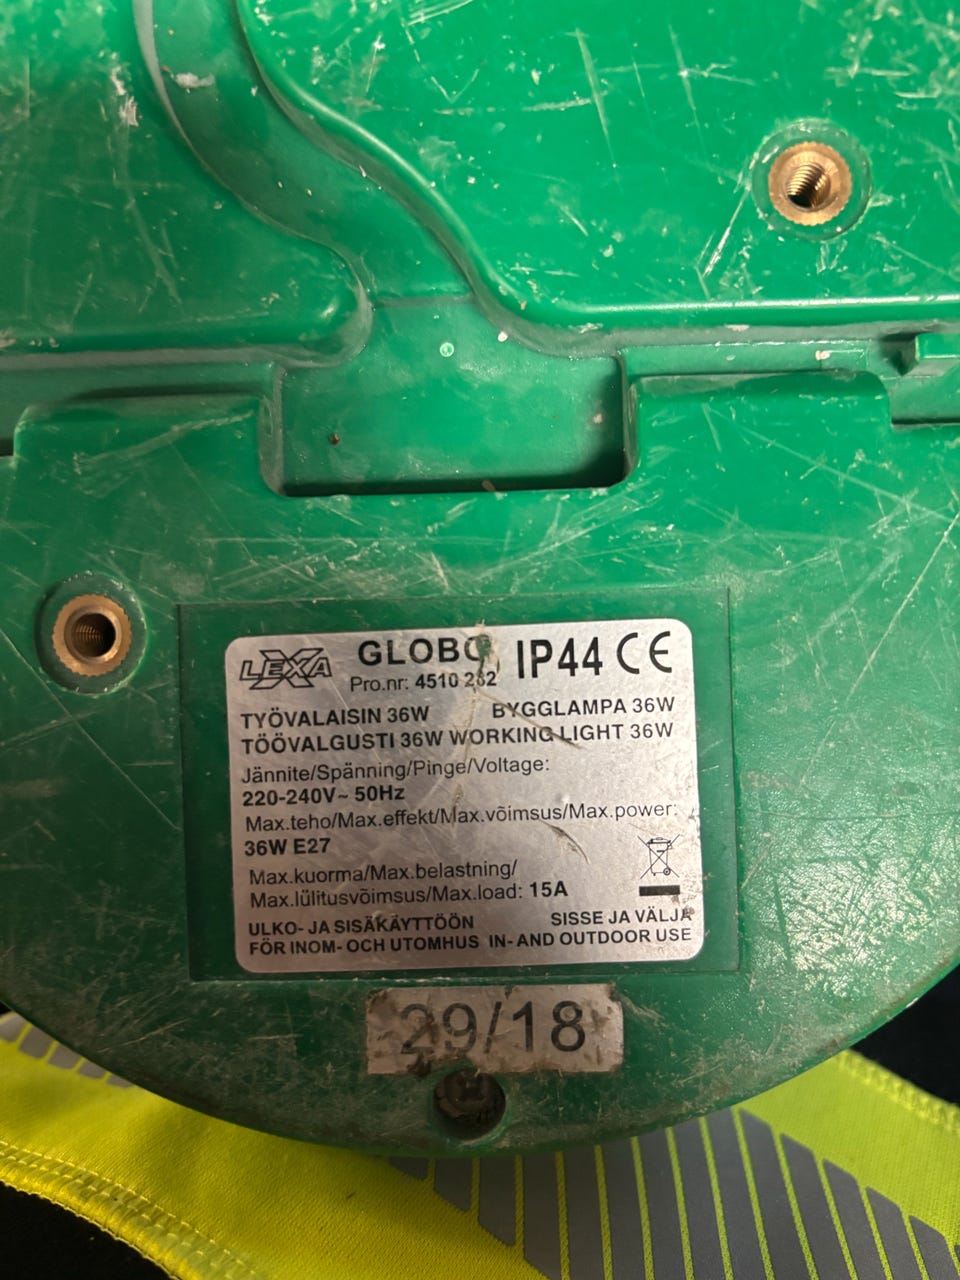 LEXA GLOBO IP44 CE
Pro.nr: 4510 282
TYÖVALAISIN 36W BYGGLAMPA 36W
TÖÖVALGUSTI 36W WORKING LIGHT 36W
Jännite/Spänning/Pinge/Voltage:
220-240V~ 50Hz
Max.teho/Max.effekt/Max.võimsus/Max.power:
36W E27
Max.kuorma/Max.belastning/
Max.lülitusvõimsus/Max.load: 15A
ULKO- JA SISÄKÄYTTÖÖN SISSE JA VÄLJA
FÖR INOM- OCH UTOMHUS IN- AND OUTDOOR USE
29/18